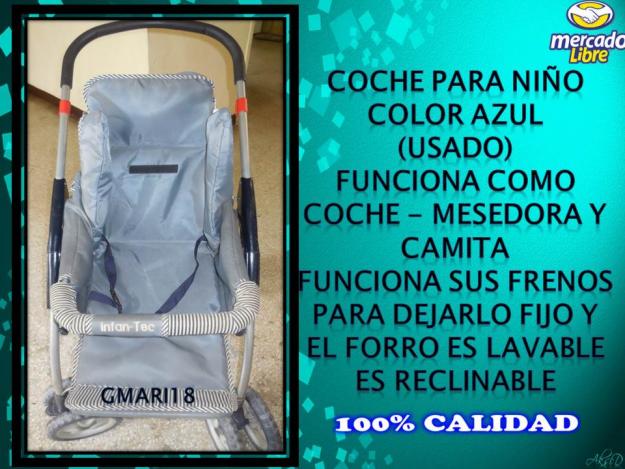 mercado
libre
COCHE PARA NIÑO
COLOR AZUL
(USADO)
FUNCIONA COMO
COCHE - MESEDORA Y
CAMITA
FUNCIONA SUS FRENOS
PARA DEJARLO FIJO Y
EL FORRO ES LAVABLE
ES RECLINABLE
100% CALIDAD
Infan-Tec
GMARI18